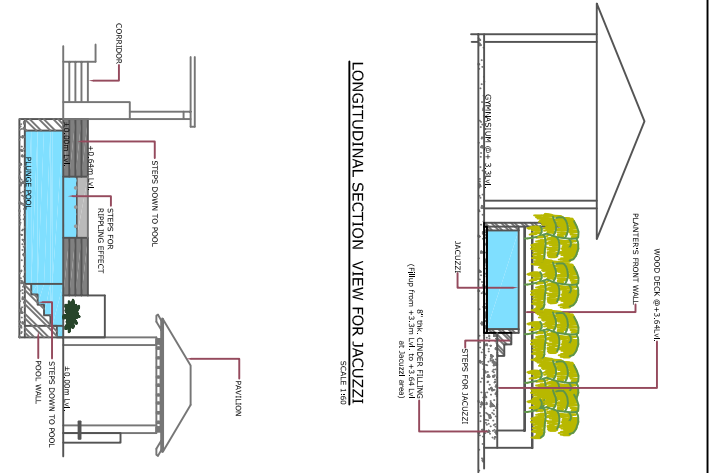 WOOD DECK @+3.64Lvl.
PLANTER'S FRONT WALL
GYMNASIUM @+ 3.3Lvl.
JACUZZI
STEPS FOR JACUZZI
8" thk. CINDER FILLING
(Fillup from +3.3m Lvl. to +3.64 Lvl
at Jacuzzi area)
LONGITUDINAL SECTION VIEW FOR JACUZZI
SCALE 1:60
CORRIDOR
STEPS DOWN TO POOL
STEPS FOR
RIPPLING EFFECT
+0.64m Lvl.
±0.00m Lvl.
PLUNGE POOL
PAVILION
±0.00m Lvl.
STEPS DOWN TO POOL
POOL WALL